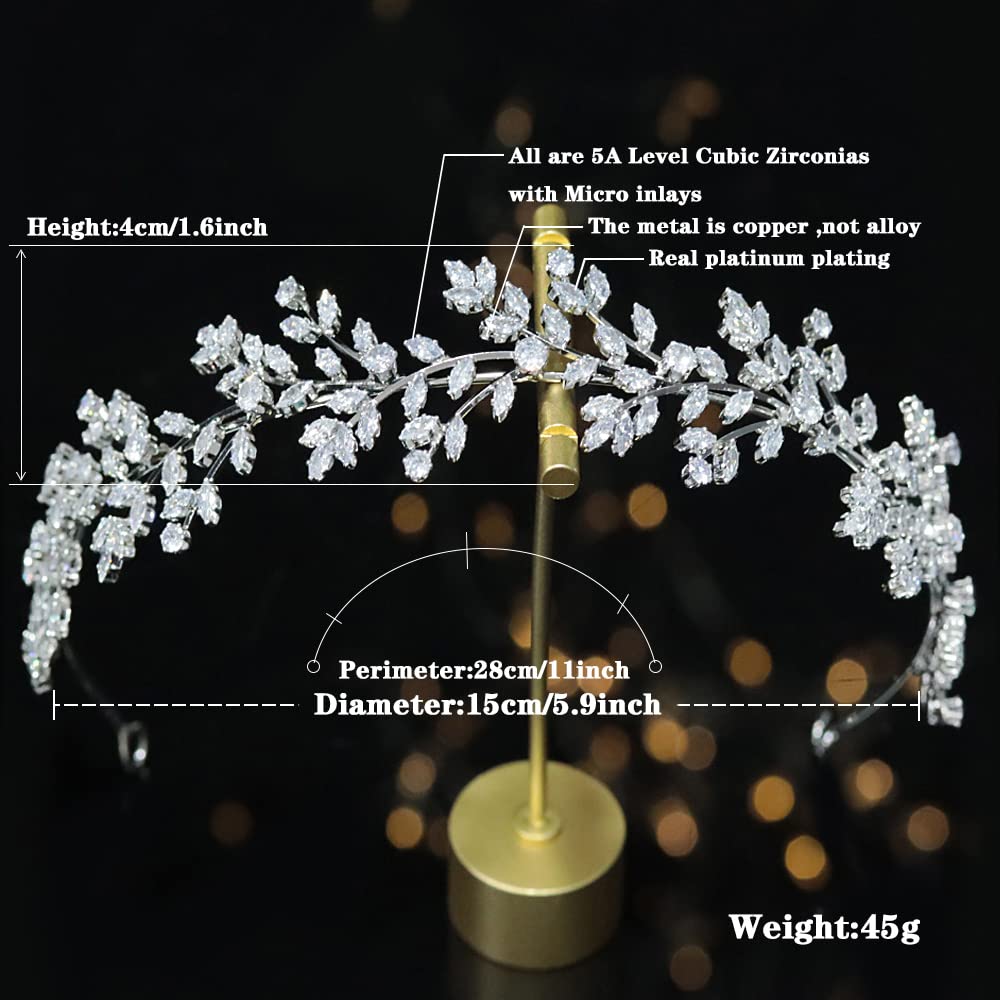 All are 5A Level Cubic Zirconias
with Micro inlays
Height:4cm/1.6inch
The metal is copper ,not alloy
Real platinum plating
Perimeter:28cm/11inch
Diameter:15cm/5.9inch
Weight:45g